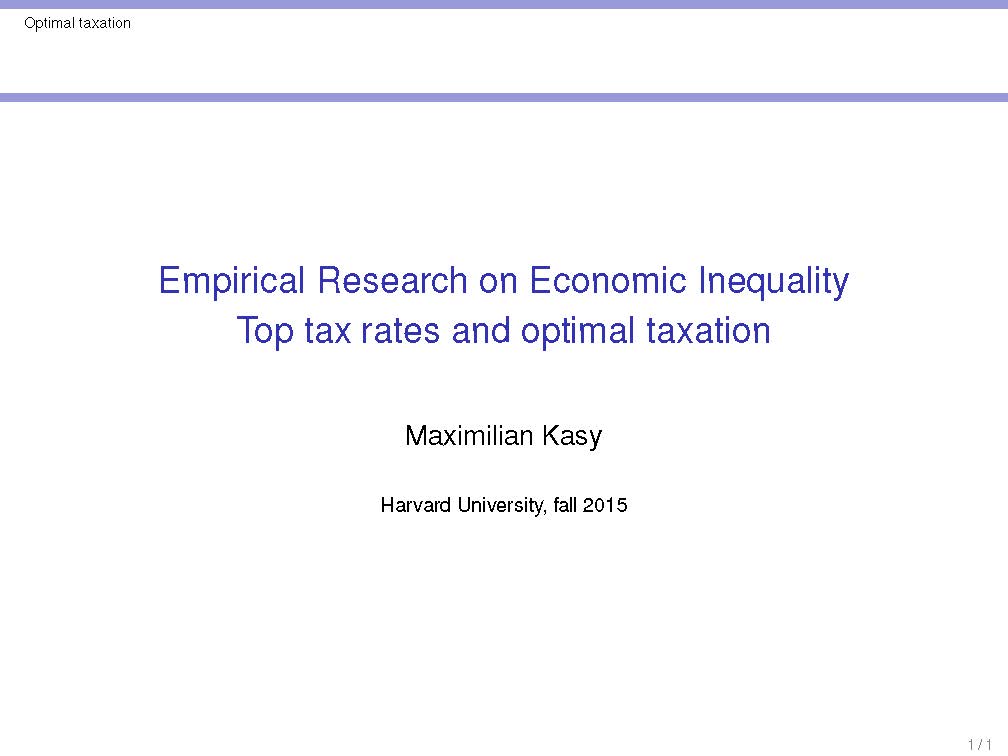 Optimal taxation
Empirical Research on Economic Inequality
Top tax rates and optimal taxation
Maximilian Kasy
Harvard University, fall 2015
1 / 1